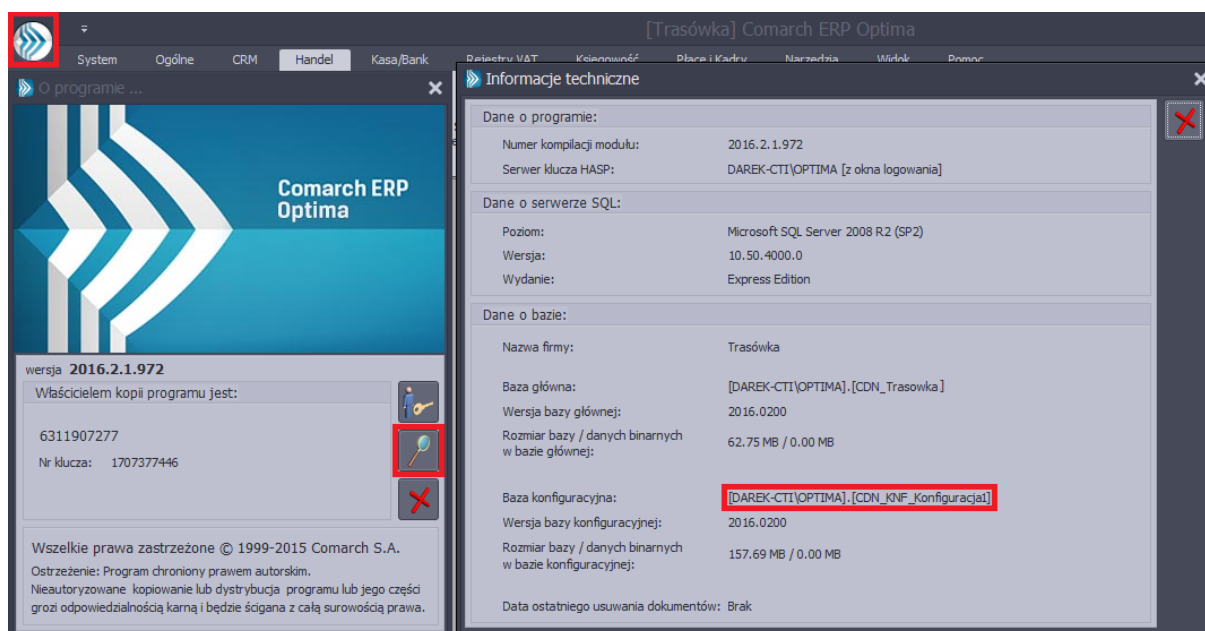 [Trasówka] Comarch ERP Optima
System Ogólne CRM Handel Kasa/Bank Rejestry VAT Księgowość Płace i Kadry Narzędzia Widok Pomoc
O programie ...
Comarch ERP
Optima
wersja 2016.2.1.972
Właścicielem kopii programu jest:
6311907277
Nr klucza: 1707377446
Wszelkie prawa zastrzeżone © 1999-2015 Comarch S.A.
Ostrzeżenie: Program chroniony prawem autorskim.
Nieautoryzowane kopiowanie lub dystrybucja programu lub jego części
grozi odpowiedzialnością karną i będzie ścigana z całą surowością prawa.
Informacje techniczne
Dane o programie:
Numer kompilacji modułu: 2016.2.1.972
Serwer klucza HASP: DAREK-CTI\OPTIMA [z okna logowania]
Dane o serwerze SQL:
Poziom: Microsoft SQL Server 2008 R2 (SP2)
Wersja: 10.50.4000.0
Wydanie: Express Edition
Dane o bazie:
Nazwa firmy: Trasówka
Baza główna: [DAREK-CTI\OPTIMA].[CDN_Trasowka]
Wersja bazy głównej: 2016.0200
Rozmiar bazy / danych binarnych
w bazie głównej: 62.75 MB / 0.00 MB
Baza konfiguracyjna: [DAREK-CTI\OPTIMA].[CDN_KNF_Konfiguracja1]
Wersja bazy konfiguracyjnej: 2016.0200
Rozmiar bazy / danych binarnych
w bazie konfiguracyjnej: 157.69 MB / 0.00 MB
Data ostatniego usuwania dokumentów: Brak